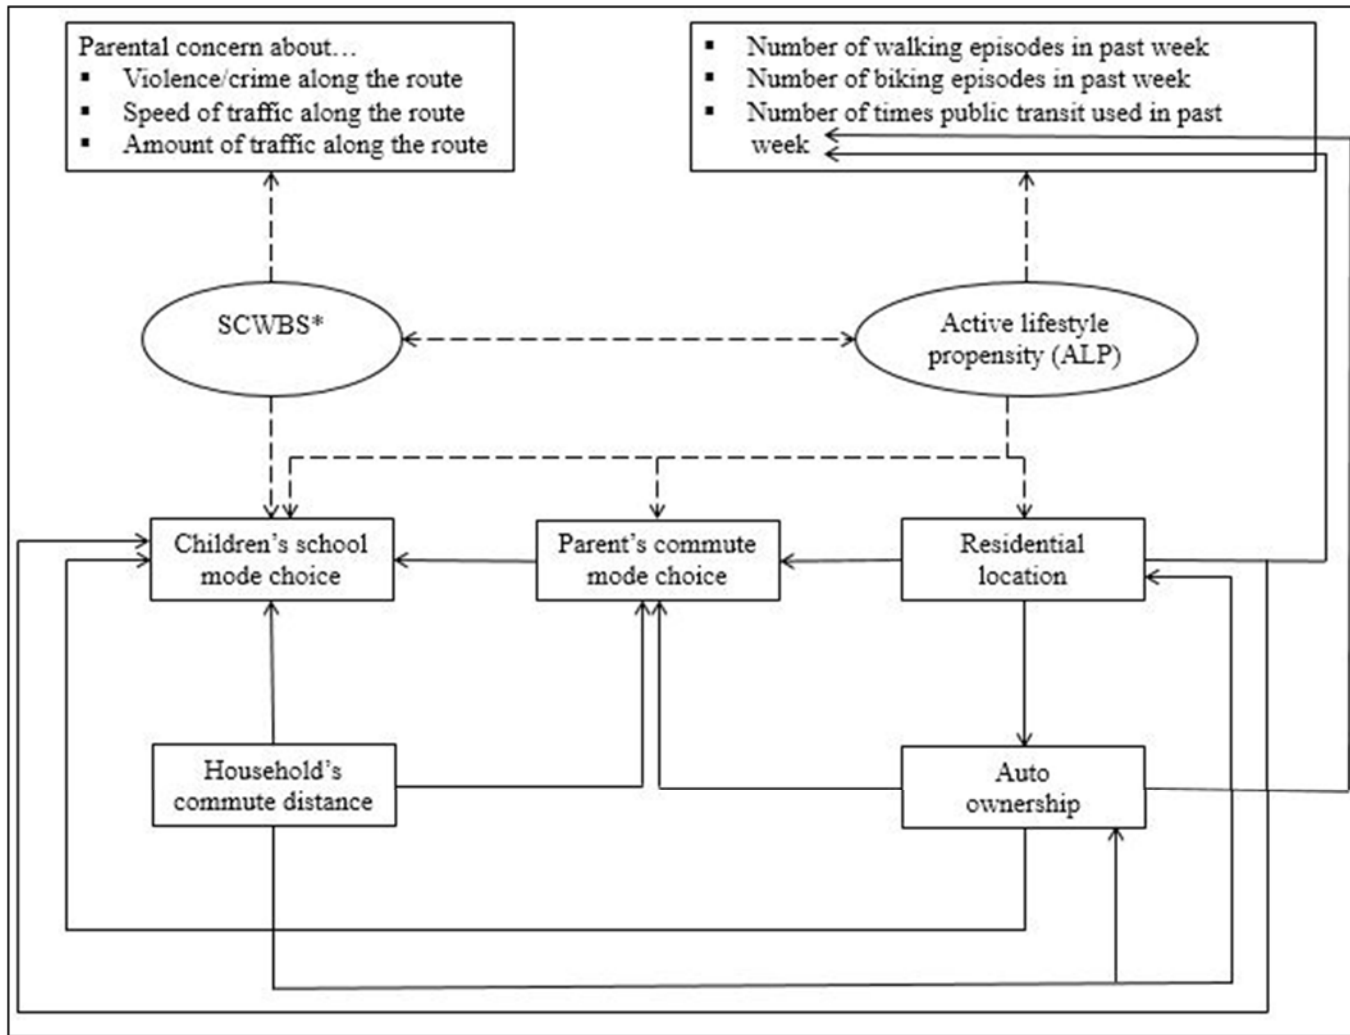 Parental concern about…
▪ Violence/crime along the route
▪ Speed of traffic along the route
▪ Amount of traffic along the route
▪ Number of walking episodes in past week
▪ Number of biking episodes in past week
▪ Number of times public transit used in past
week
SCWBS*
Active lifestyle
propensity (ALP)
Children’s school
mode choice
Parent’s commute
mode choice
Residential
location
Household’s
commute distance
Auto
ownership